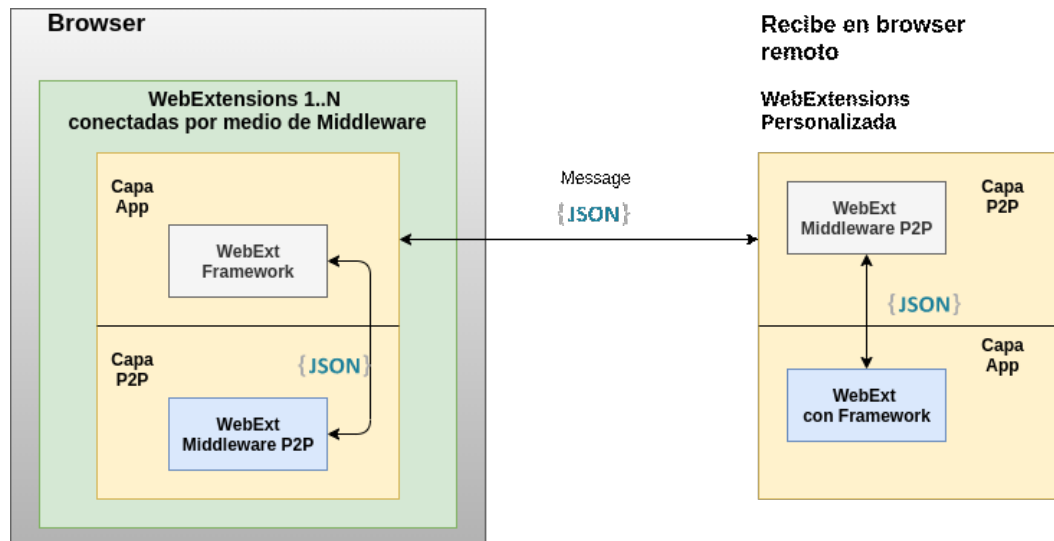 Browser
WebExtensions 1..N
conectadas por medio de Middleware
Capa
App
WebExt
Framework
{JSON}
Capa
P2P
WebExt
Middleware P2P
Message
{JSON}
Recibe en browser
remoto
WebExtensions
Personalizada
WebExt
Middleware P2P
Capa
P2P
{JSON}
Capa
App
WebExt
con Framework